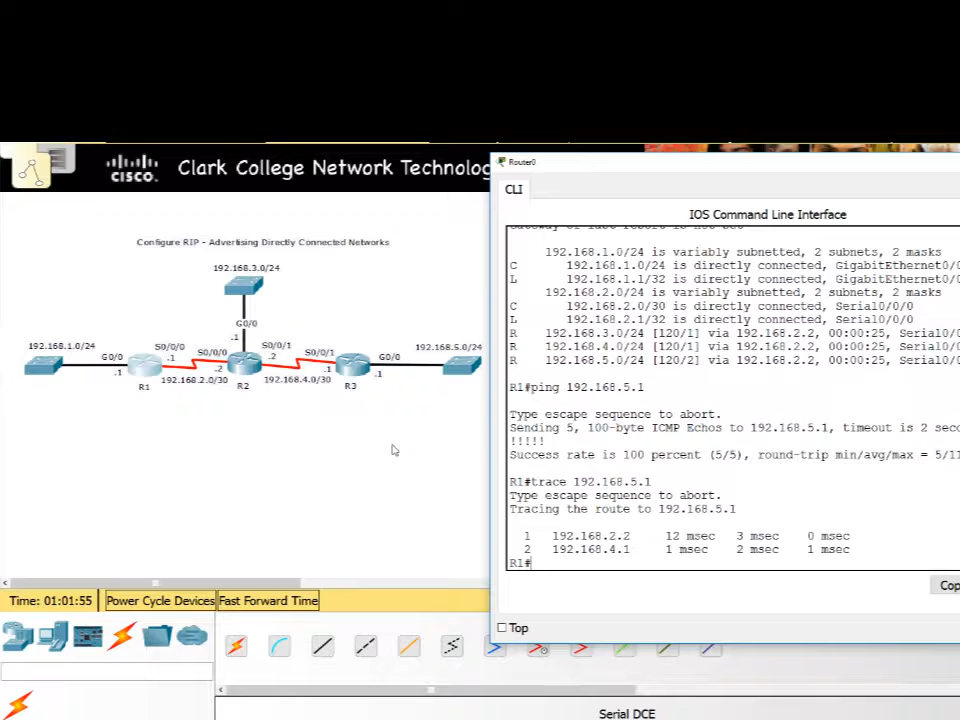 CISCO.
Clark College Network Technolog
Configure RIP - Advertising Directly Connected Networks
192.168.3.0/24
G0/0
.1
192.168.1.0/24
G0/0
.1
R1
S0/0/0
.1
192.168.2.0/30
S0/0/0
.2
R2
S0/0/1
.2
192.168.4.0/30
S0/0/1
.1
R3
G0/0
.1
192.168.5.0/24
Time: 01:01:55
Power Cycle Devices
Fast Forward Time
Router0
CLI
IOS Command Line Interface
192.168.1.0/24 is variably subnetted, 2 subnets, 2 masks
C 192.168.1.0/24 is directly connected, GigabitEthernet0/
L 192.168.1.1/32 is directly connected, GigabitEthernet0/
192.168.2.0/24 is variably subnetted, 2 subnets, 2 masks
C 192.168.2.0/30 is directly connected, Serial0/0/0
L 192.168.2.1/32 is directly connected, Serial0/0/0
R 192.168.3.0/24 [120/1] via 192.168.2.2, 00:00:25, Serial0/
R 192.168.4.0/24 [120/1] via 192.168.2.2, 00:00:25, Serial0/
R 192.168.5.0/24 [120/2] via 192.168.2.2, 00:00:25, Serial0/
R1#ping 192.168.5.1
Type escape sequence to abort.
Sending 5, 100-byte ICMP Echos to 192.168.5.1, timeout is 2 seco
!!!!!
Success rate is 100 percent (5/5), round-trip min/avg/max = 5/11
R1#trace 192.168.5.1
Type escape sequence to abort.
Tracing the route to 192.168.5.1
1 192.168.2.2 12 msec 3 msec 0 msec
2 192.168.4.1 1 msec 2 msec 1 msec
R1#
Cop
Top
Serial DCE